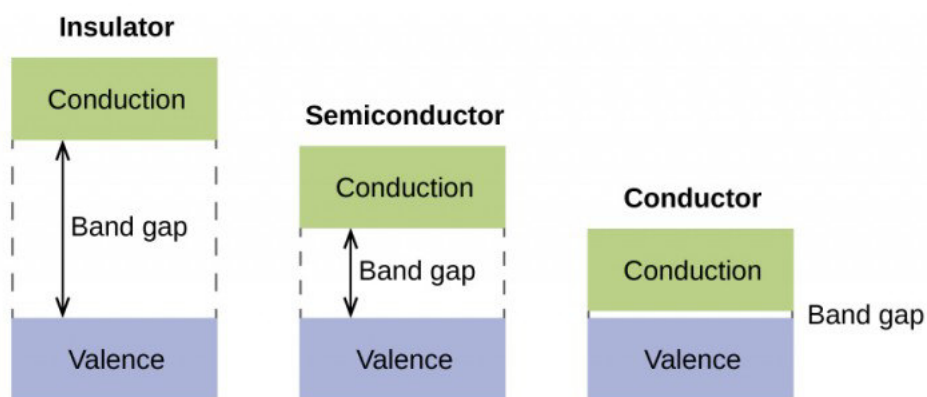 Insulator
Conduction
Band gap
Valence
Semiconductor
Conduction
Band gap
Valence
Conductor
Conduction
Band gap
Valence